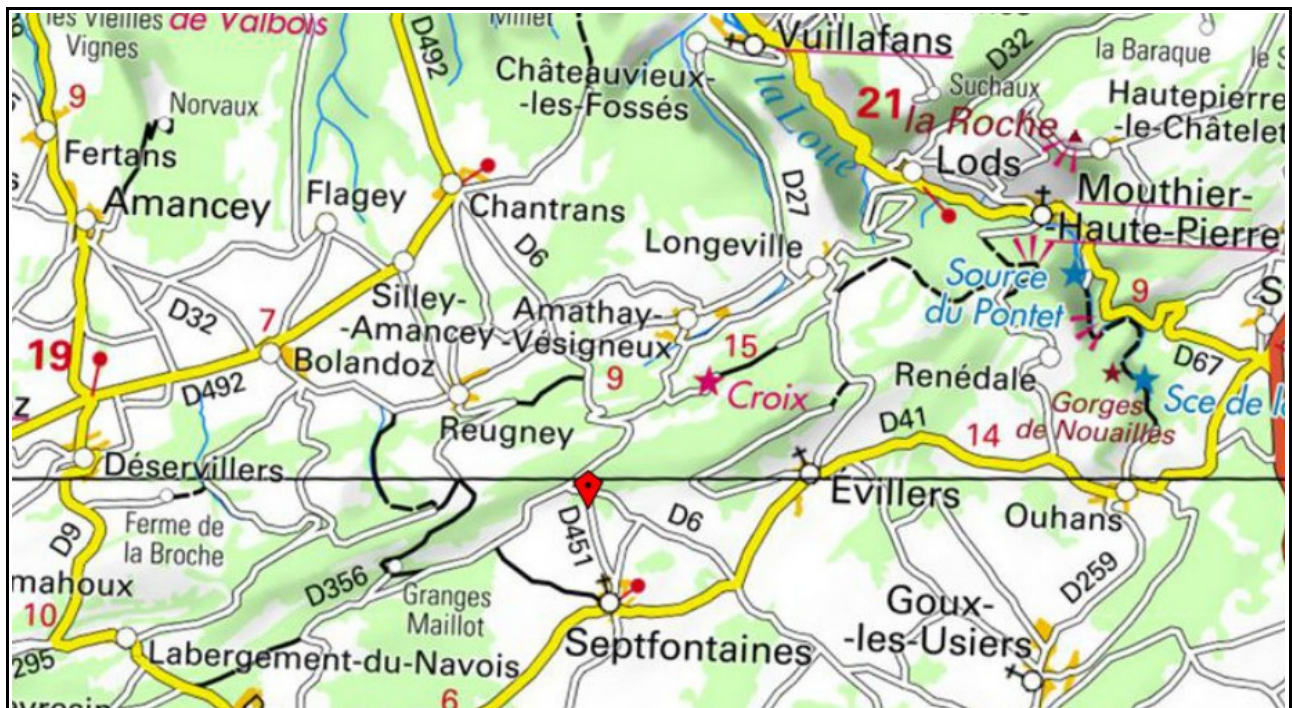 les Vieilles de Valbois
Vignes
D492
Millet
Châteauvieux-
-les-Fossés
Vuillafans
D32
la Baraque
Suchaux
9
Norvaux
21
la Roche
Hautepierre
-le-Châtelet
la Loue
Fertans
Lods
Amancey
Flagey
Chantrans
D27
Mouthier-
-Haute-Pierre
D6
Longeville
Source
du Pontet
9
Silley-
-Amancey
Amathay-
-Vésigneux
D32
7
15
19
Bolandoz
9
Renédale
D67
D492
Croix
Gorges
de Nouailles
Sce de la
Reugney
D41
14
Déservillers
Évillers
Ouhans
Ferme de
la Broche
D451
D6
D9
D356
D259
mahoux
Granges
Maillot
Goux-
-les-Usiers
10
Septfontaines
295
Labergement-du-Navois
6